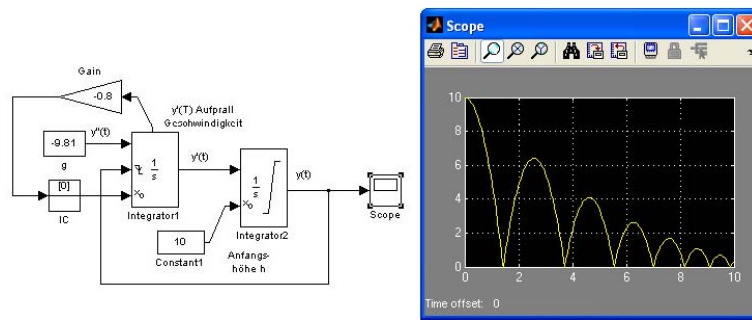 Gain
-0.8
y'(T) Aufprall
Geschwindigkeit
-9.81
y''(t)
g
1
s
x₀
Integrator1
[0]
IC
y'(t)
1
s
x₀
Integrator2
y(t)
Scope
10
Constant1
Anfangs-
höhe h
Scope
10
8
6
4
2
0
0
2
4
6
8
10
Time offset: 0